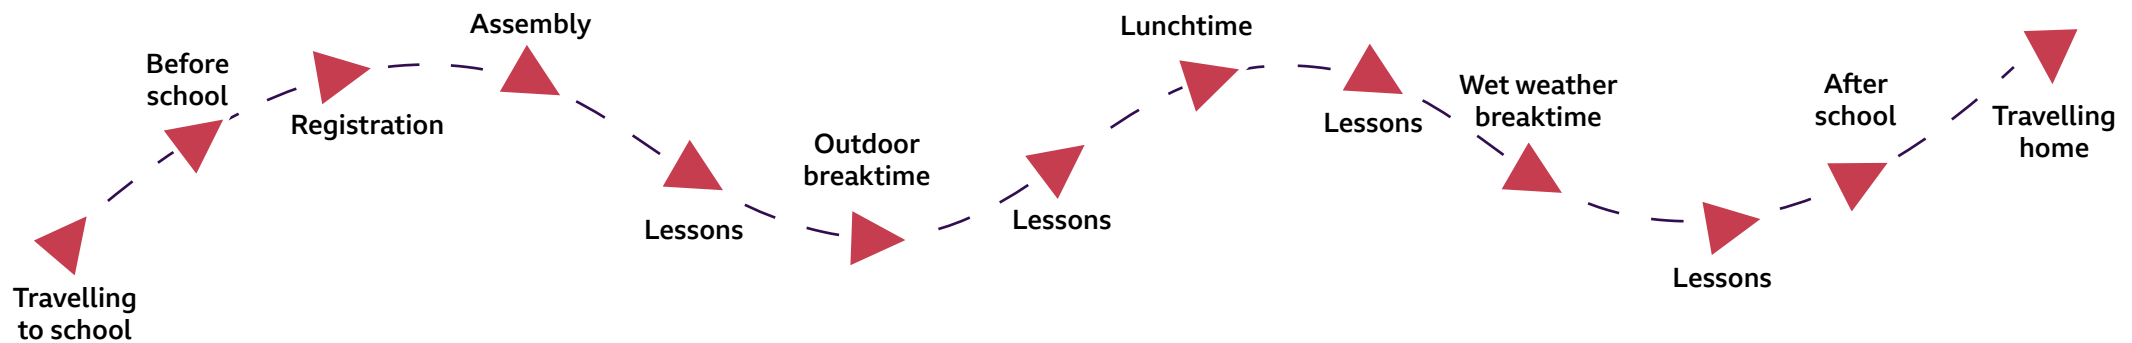 Travelling
to school
Before
school
Registration
Assembly
Lessons
Outdoor
breaktime
Lessons
Lunchtime
Lessons
Wet weather
breaktime
Lessons
After
school
Travelling
home